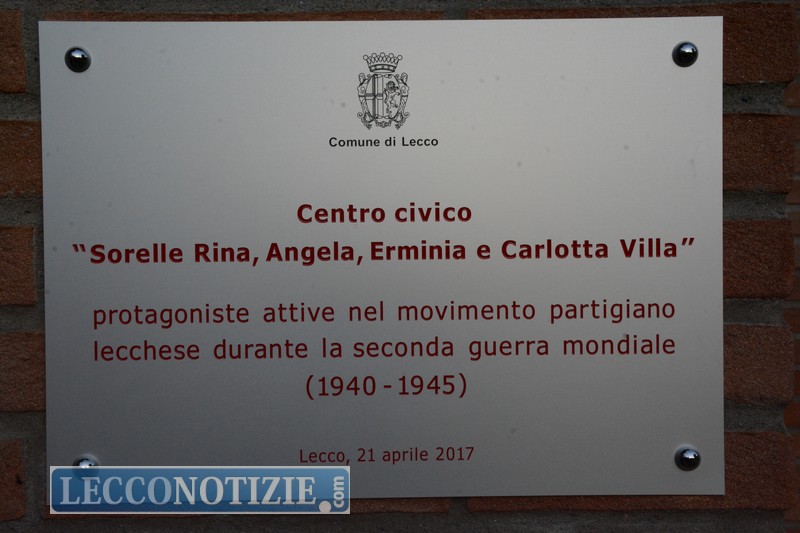 Comune di Lecco
Centro civico
“Sorelle Rina, Angela, Erminia e Carlotta Villa”
protagoniste attive nel movimento partigiano
lecchese durante la seconda guerra mondiale
(1940 - 1945)
Lecco, 21 aprile 2017
LECCONOTIZIE.com